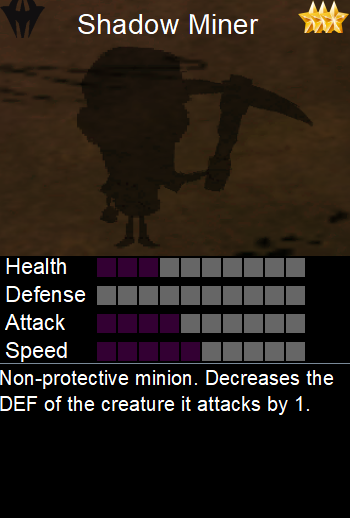 Shadow Miner
Health
Defense
Attack
Speed
Non-protective minion. Decreases the
DEF of the creature it attacks by 1.